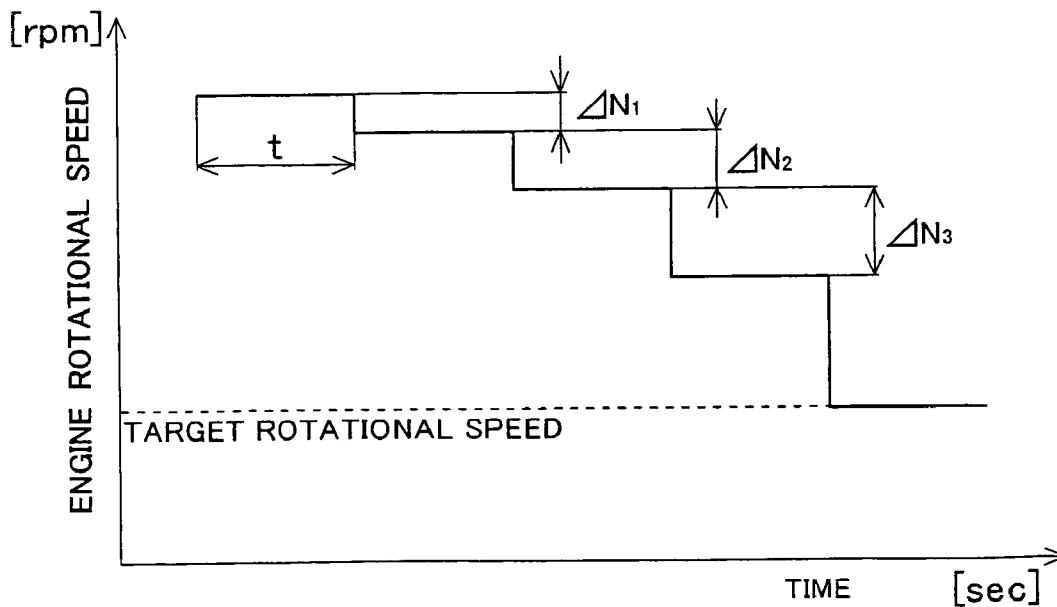 [rpm]
ENGINE ROTATIONAL SPEED
t
⊿N₁
⊿N₂
⊿N₃
TARGET ROTATIONAL SPEED
TIME [sec]